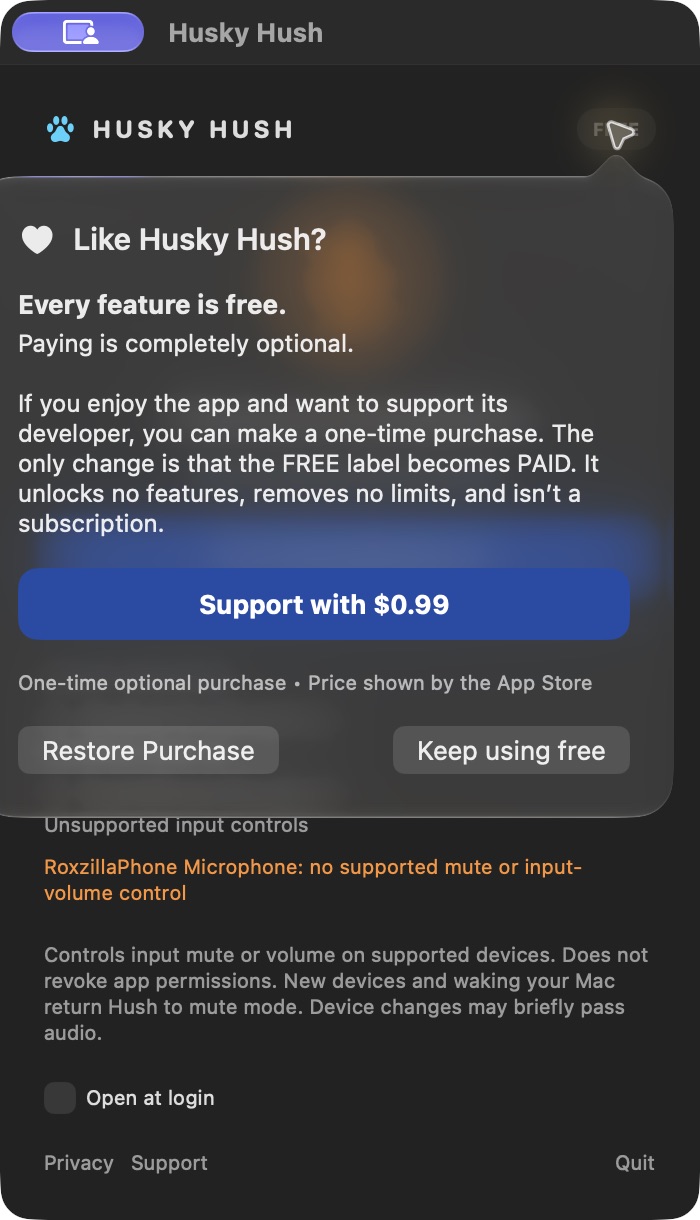 Husky Hush
HUSKY HUSH
FREE
Like Husky Hush?
Every feature is free.
Paying is completely optional.
If you enjoy the app and want to support its
developer, you can make a one-time purchase. The
only change is that the FREE label becomes PAID. It
unlocks no features, removes no limits, and isn’t a
subscription.
Support with $0.99
One-time optional purchase • Price shown by the App Store
Restore Purchase
Keep using free
Unsupported input controls
RoxzillaPhone Microphone: no supported mute or input-
volume control
Controls input mute or volume on supported devices. Does not
revoke app permissions. New devices and waking your Mac
return Hush to mute mode. Device changes may briefly pass
audio.
Open at login
Privacy Support Quit